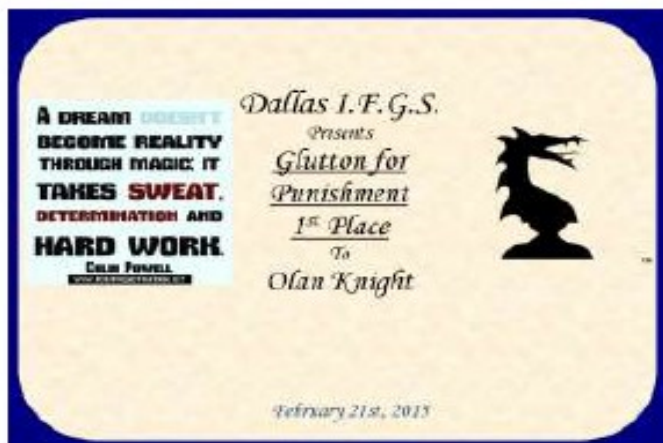 A DREAM DOESN'T
BECOME REALITY
THROUGH MAGIC; IT
TAKES SWEAT,
DETERMINATION AND
HARD WORK.
COLIN POWELL
Dallas I.F.G.S.
Presents
Glutton for
Punishment
1st Place
To
Olan Knight
February 21st, 2015